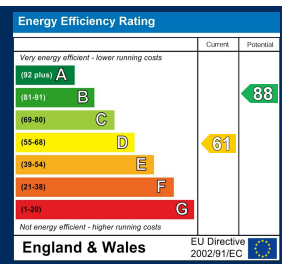 Energy Efficiency Rating
Current Potential
Very energy efficient - lower running costs
(92 plus) A
(81-91) B
88
(69-80) C
(55-68) D
61
(39-54) E
(21-38) F
(1-20) G
Not energy efficient - higher running costs
England & Wales
EU Directive
2002/91/EC